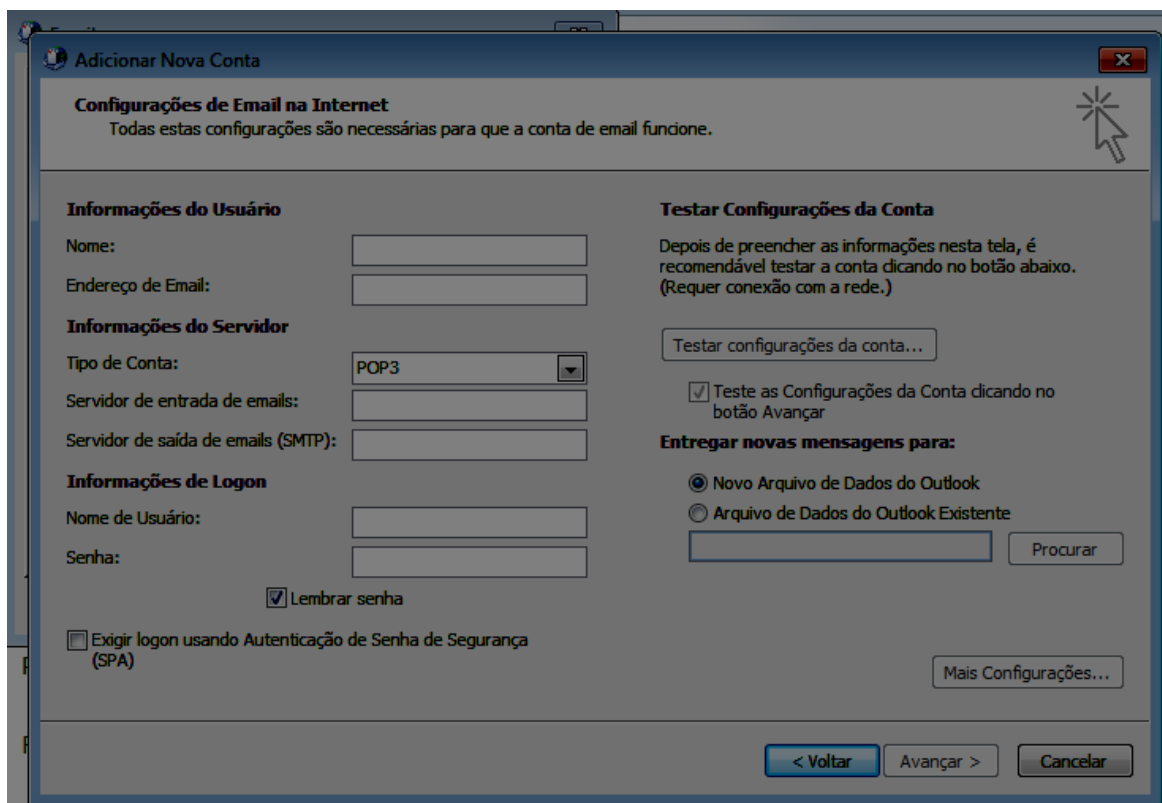 Adicionar Nova Conta
Configurações de Email na Internet
Todas estas configurações são necessárias para que a conta de email funcione.
Informações do Usuário
Nome:
Endereço de Email:
Informações do Servidor
Tipo de Conta:
POP3
Servidor de entrada de emails:
Servidor de saída de emails (SMTP):
Informações de Logon
Nome de Usuário:
Senha:
Lembrar senha
Exigir logon usando Autenticação de Senha de Segurança
(SPA)
Testar Configurações da Conta
Depois de preencher as informações nesta tela, é
recomendável testar a conta clicando no botão abaixo.
(Requer conexão com a rede.)
Testar configurações da conta...
Teste as Configurações da Conta clicando no
botão Avançar
Entregar novas mensagens para:
Novo Arquivo de Dados do Outlook
Arquivo de Dados do Outlook Existente
Procurar
Mais Configurações...
< Voltar
Avançar >
Cancelar